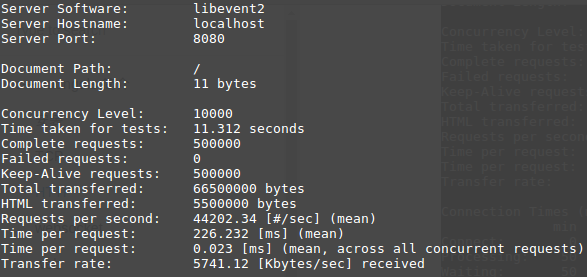 Server Software: libevent2
Server Hostname: localhost
Server Port: 8080
Document Path: /
Document Length: 11 bytes
Concurrency Level: 10000
Time taken for tests: 11.312 seconds
Complete requests: 500000
Failed requests: 0
Keep-Alive requests: 500000
Total transferred: 66500000 bytes
HTML transferred: 5500000 bytes
Requests per second: 44202.34 [#/sec] (mean)
Time per request: 226.232 [ms] (mean)
Time per request: 0.023 [ms] (mean, across all concurrent requests)
Transfer rate: 5741.12 [Kbytes/sec] received
Concurrency Level:
Time taken for tes
Complete requests:
Failed requests:
Keep-Alive request
Total transferred:
HTML transferred:
Requests per secon
Time per request:
Time per request:
Transfer rate:
Connection Times (
min